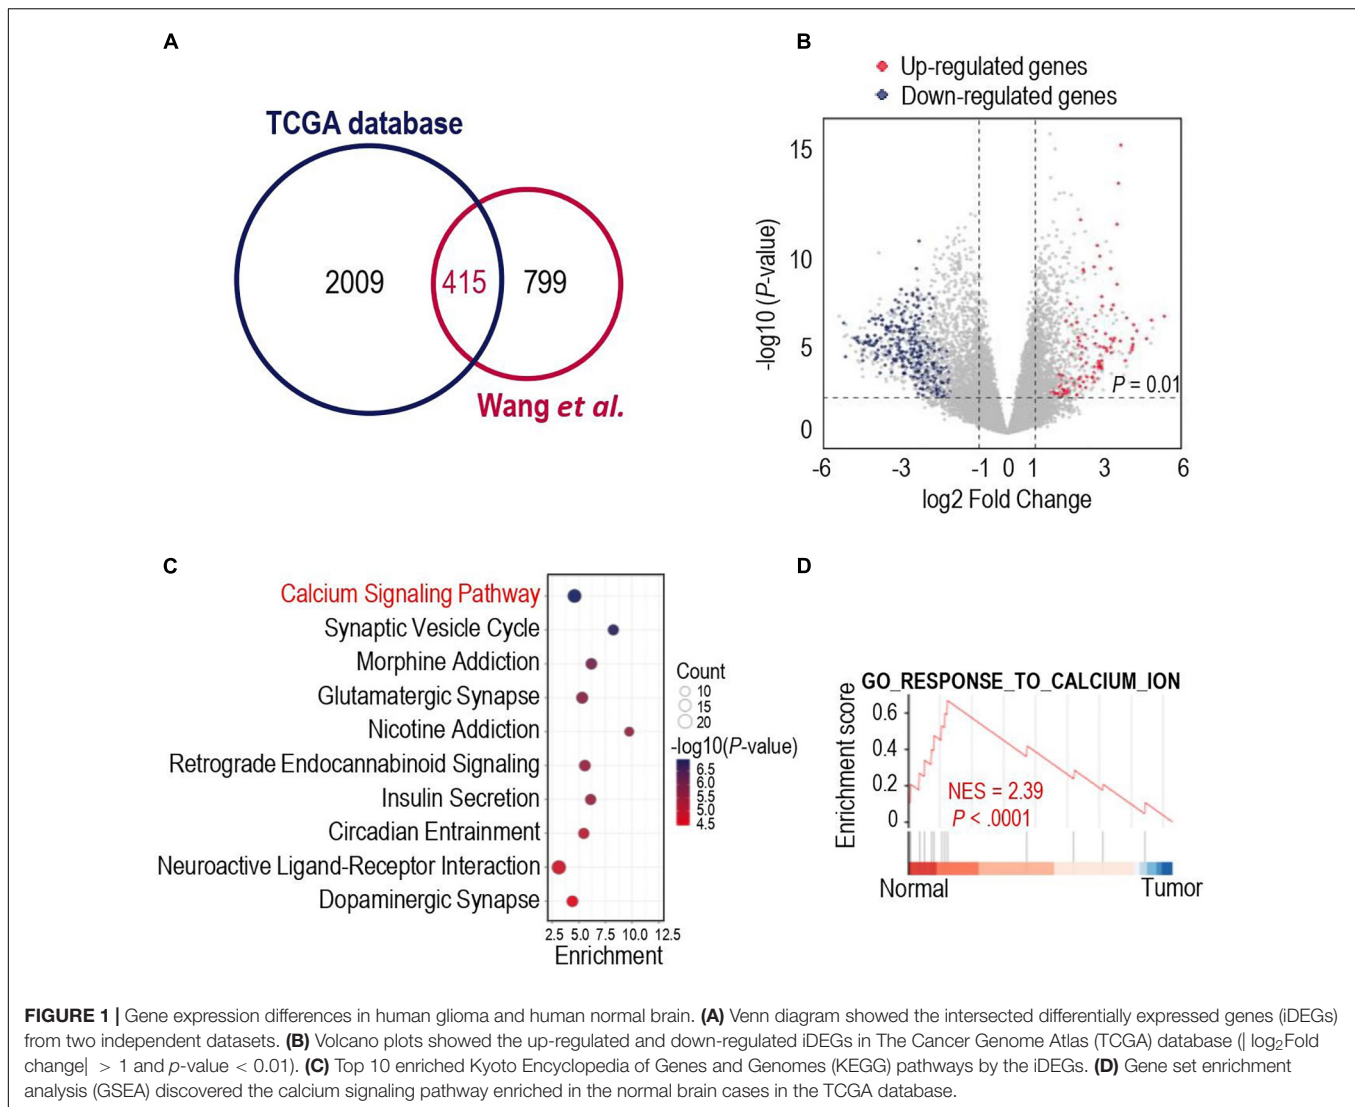 A
TCGA database
2009
415
799
Wang et al.
B
Up-regulated genes
Down-regulated genes
-log10 (P-value)
15
10
5
0
P = 0.01
-6 -3 -1 0 1 3 6
log2 Fold Change
C
Calcium Signaling Pathway
Synaptic Vesicle Cycle
Morphine Addiction
Glutamatergic Synapse
Nicotine Addiction
Retrograde Endocannabinoid Signaling
Insulin Secretion
Circadian Entrainment
Neuroactive Ligand-Receptor Interaction
Dopaminergic Synapse
2.5 5.0 7.5 10.0 12.5
Enrichment
Count
10
15
20
-log10(P-value)
6.5
6.0
5.5
5.0
4.5
D
GO_RESPONSE_TO_CALCIUM_ION
Enrichment score
0.6
0.4
0.2
0
NES = 2.39
P < .0001
Normal
Tumor
FIGURE 1 | Gene expression differences in human glioma and human normal brain. (A) Venn diagram showed the intersected differentially expressed genes (iDEGs)
from two independent datasets. (B) Volcano plots showed the up-regulated and down-regulated iDEGs in The Cancer Genome Atlas (TCGA) database (| log₂Fold
change| > 1 and p-value < 0.01). (C) Top 10 enriched Kyoto Encyclopedia of Genes and Genomes (KEGG) pathways by the iDEGs. (D) Gene set enrichment
analysis (GSEA) discovered the calcium signaling pathway enriched in the normal brain cases in the TCGA database.